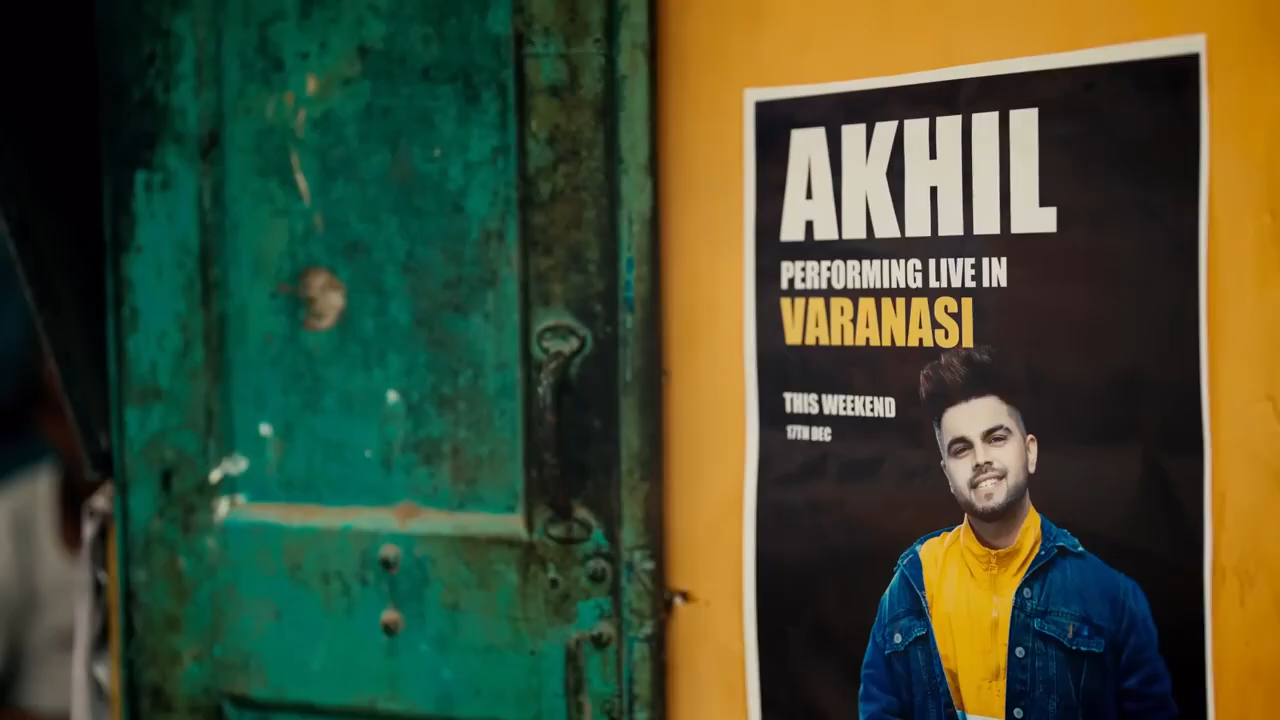 AKHIL
PERFORMING LIVE IN
VARANASI
THIS WEEKEND
17TH DEC